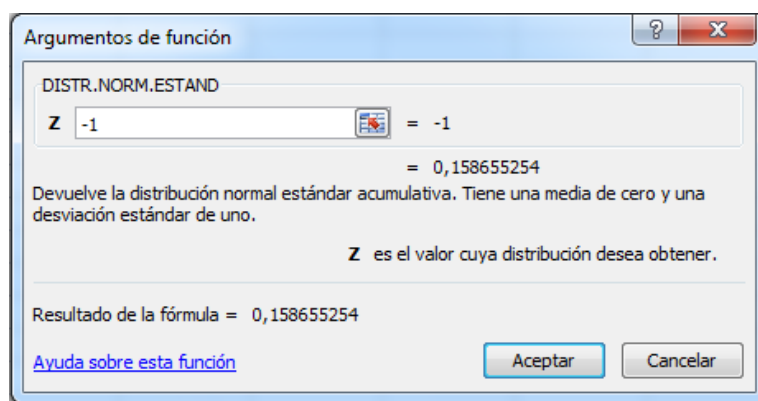 Argumentos de función
DISTR.NORM.ESTAND
Z -1 = -1
= 0,158655254
Devuelve la distribución normal estándar acumulativa. Tiene una media de cero y una
desviación estándar de uno.
Z es el valor cuya distribución desea obtener.
Resultado de la fórmula = 0,158655254
Ayuda sobre esta función Aceptar Cancelar